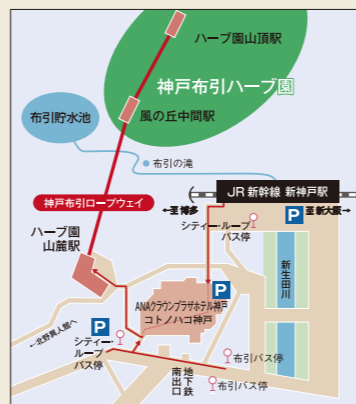 ハーブ園山頂駅
神戸布引ハーブ園
風の丘中間駅
布引貯水池
布引の滝
神戸布引ロープウェイ
JR 新幹線 新神戸駅
←至博多
至新大阪→
P
シティー・ループ
バス停
ハーブ園
山麓駅
新生田川
ANAクラウンプラザホテル神戸
コトノハコ神戸
P
P
←北野異人館へ
シティー・
ループ
バス停
地下鉄
南出口
布引バス停
布引バス停